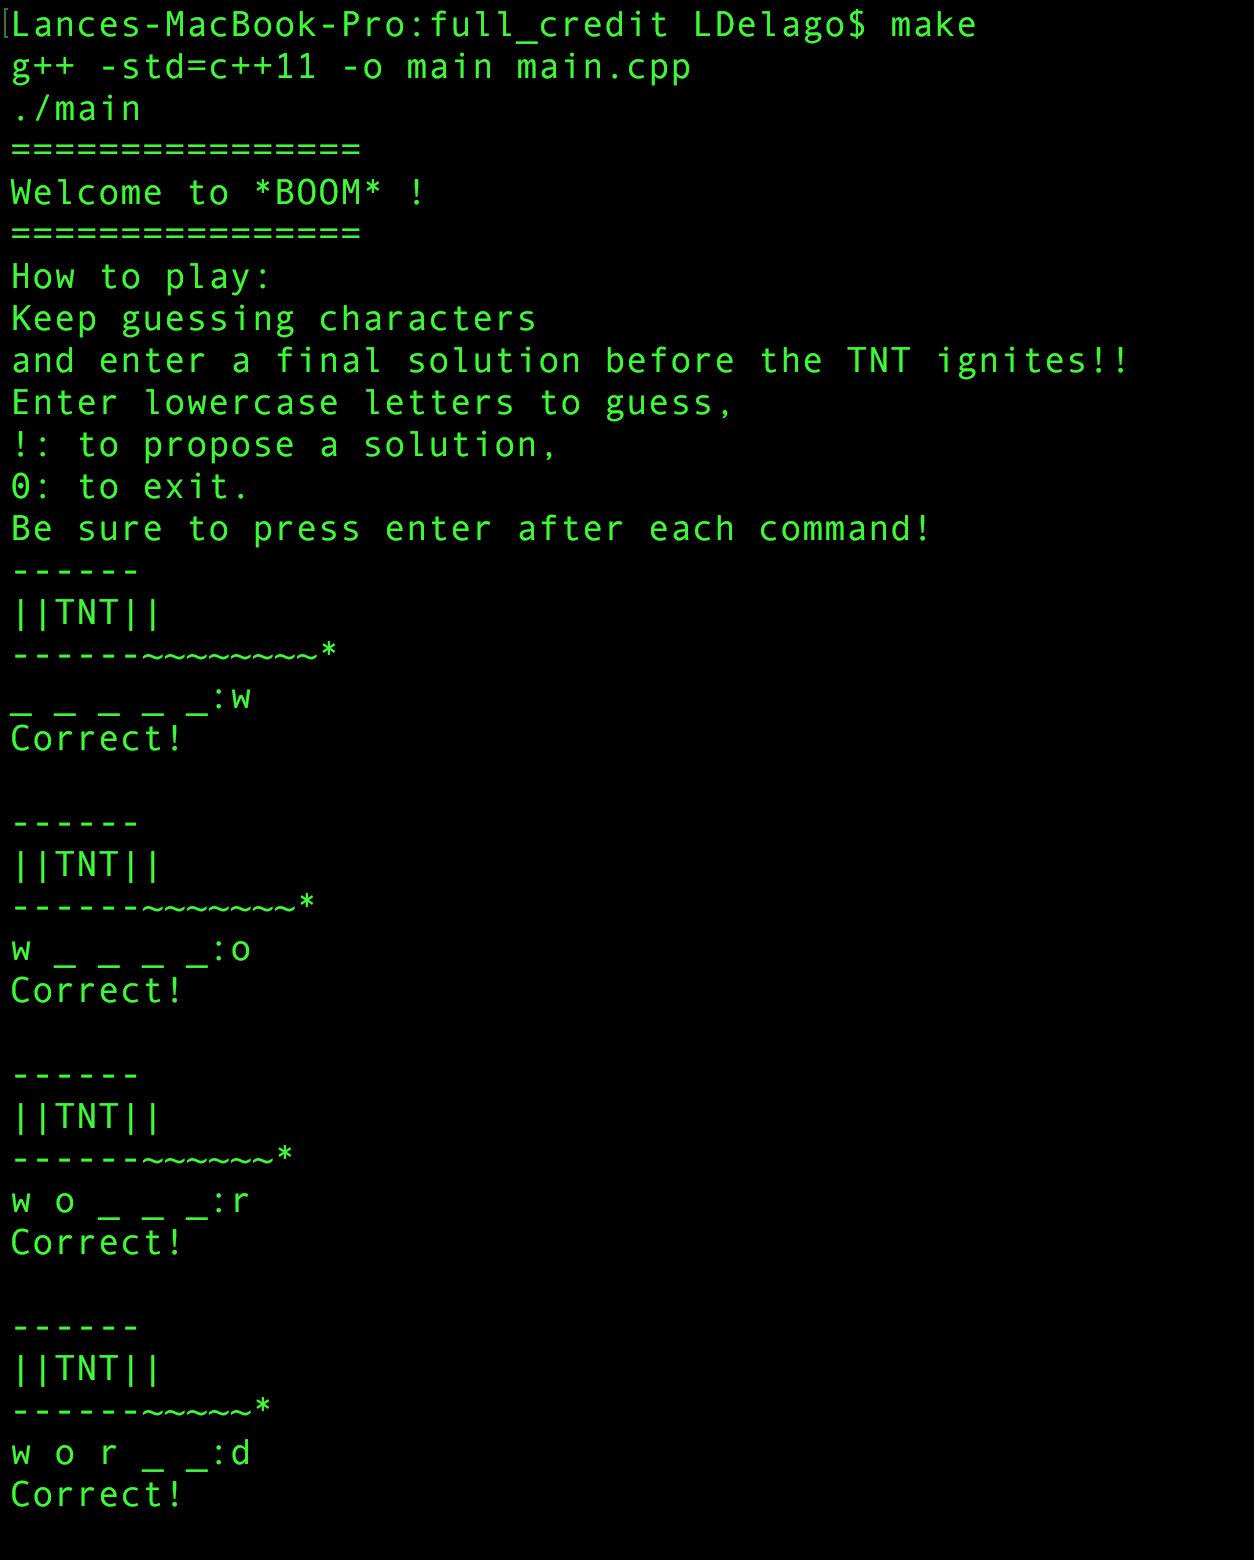 [Lances-MacBook-Pro:full_credit LDelago$ make
g++ -std=c++11 -o main main.cpp
./main
================
Welcome to *BOOM* !
================
How to play:
Keep guessing characters
and enter a final solution before the TNT ignites!!
Enter lowercase letters to guess,
!: to propose a solution,
0: to exit.
Be sure to press enter after each command!
------
||TNT||
------~~~~~~~~*
_ _ _ _ _:w
Correct!

------
||TNT||
------~~~~~~~*
w _ _ _ _:o
Correct!

------
||TNT||
------~~~~~~*
w o _ _ _:r
Correct!

------
||TNT||
------~~~~~*
w o r _ _:d
Correct!